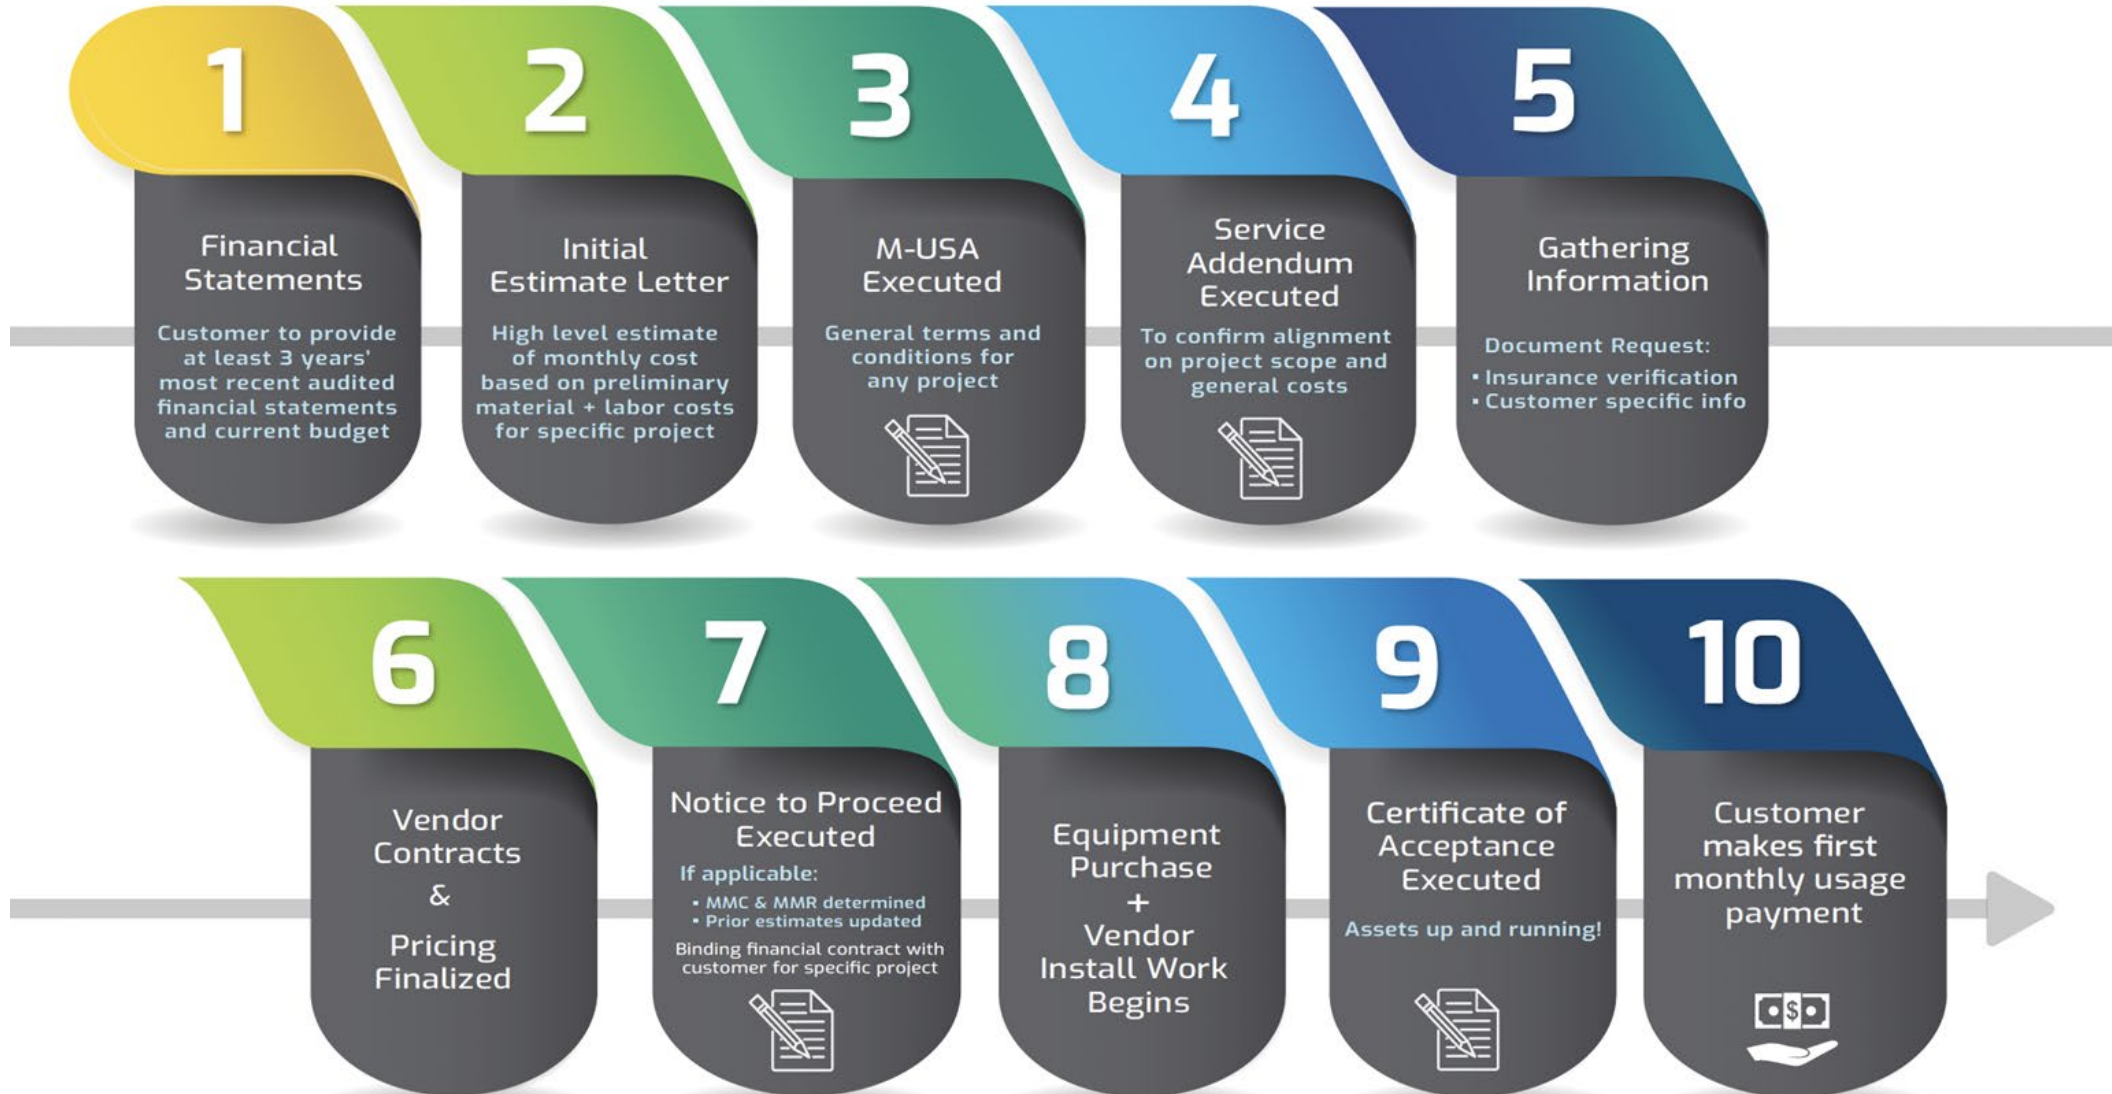 1
Financial
Statements
Customer to provide
at least 3 years'
most recent audited
financial statements
and current budget
2
Initial
Estimate Letter
High level estimate
of monthly cost
based on preliminary
material + labor costs
for specific project
3
M-USA
Executed
General terms and
conditions for
any project
4
Service
Addendum
Executed
To confirm alignment
on project scope and
general costs
5
Gathering
Information
Document Request:
▪ Insurance verification
▪ Customer specific info
6
Vendor
Contracts
&
Pricing
Finalized
7
Notice to Proceed
Executed
If applicable:
▪ MMC & MMR determined
▪ Prior estimates updated
Binding financial contract with
customer for specific project
8
Equipment
Purchase
+
Vendor
Install Work
Begins
9
Certificate of
Acceptance
Executed
Assets up and running!
10
Customer
makes first
monthly usage
payment
$